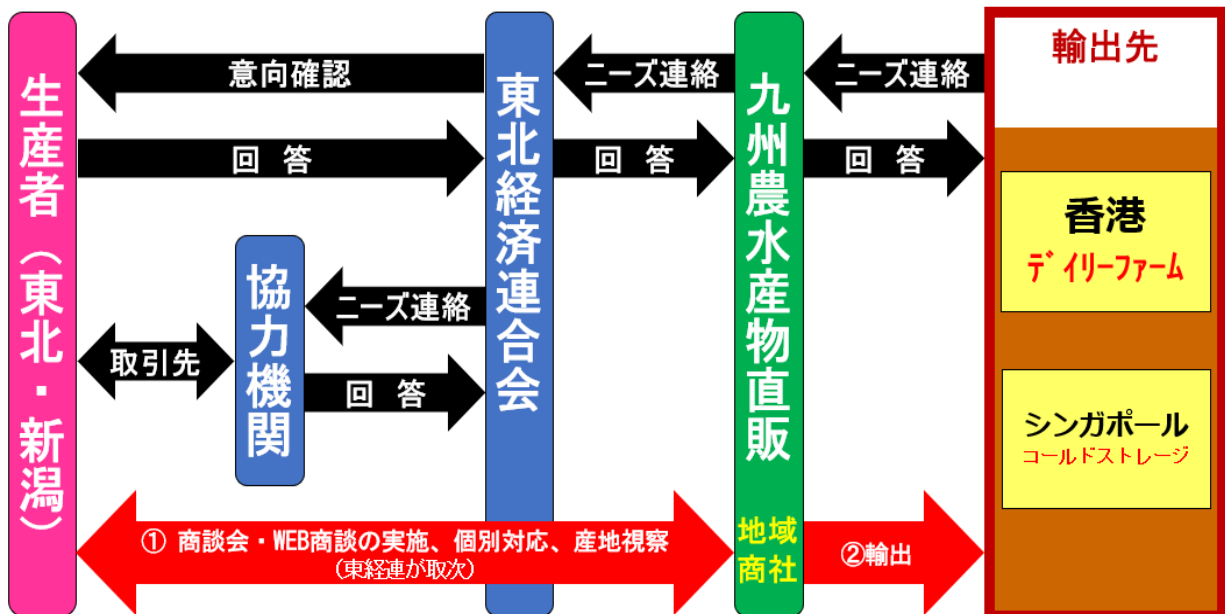 生産者（東北・新潟）
意向確認
回 答
取引先
協力機関
ニーズ連絡
回 答
東北経済連合会
ニーズ連絡
回 答
九州農水産物直販
地域
商社
ニーズ連絡
回 答
輸出先
香港
ﾃﾞｲﾘｰﾌｧｰﾑ
シンガポール
コールドストレージ
① 商談会・WEB商談の実施、個別対応、産地視察
（東経連が取次）
②輸出